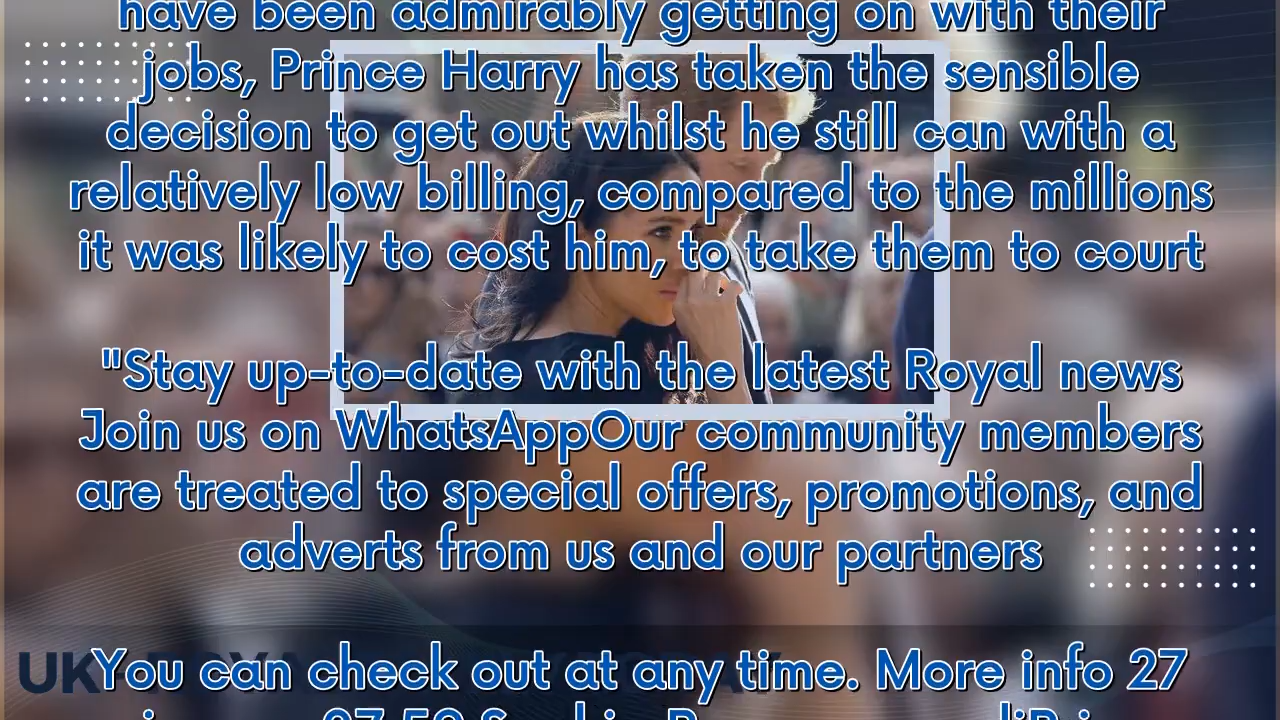 have been admirably getting on with their
jobs, Prince Harry has taken the sensible
decision to get out whilst he still can with a
relatively low billing, compared to the millions
it was likely to cost him, to take them to court
"Stay up-to-date with the latest Royal news
Join us on WhatsAppOur community members
are treated to special offers, promotions, and
adverts from us and our partners
UK
You can check out at any time. More info 27